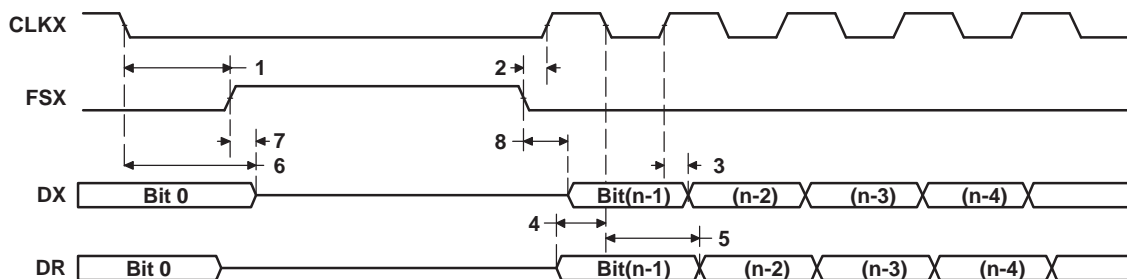 CLKX
1
2
FSX
7
8
6
3
DX Bit 0 Bit(n-1) (n-2) (n-3) (n-4)
4
5
DR Bit 0 Bit(n-1) (n-2) (n-3) (n-4)